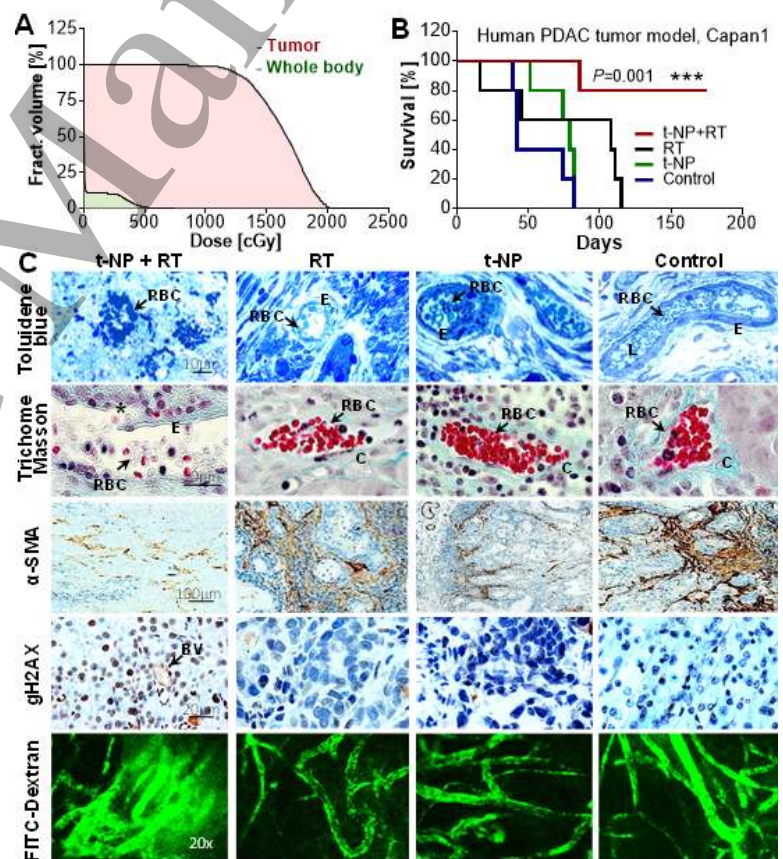 A
125
100
75
50
25
0
Fract. volume [%]
Tumor
Whole body
0 500 1000 1500 2000 2500
Dose [cGy]
B
120
100
80
60
40
20
0
Survival [%]
Human PDAC tumor model, Capan1
P=0.001 ***
t-NP+RT
RT
t-NP
Control
0 50 100 150 200
Days
C
t-NP + RT RT t-NP Control
Toluidene
blue
RBC
10µm
E
RBC
RBC
E
RBC
E
L
Trichome
Masson
*
E
RBC
RBC
C
RBC
C
RBC
C
α-SMA
100µm
gH2AX
BV
20µm
FITC-Dextran
20x